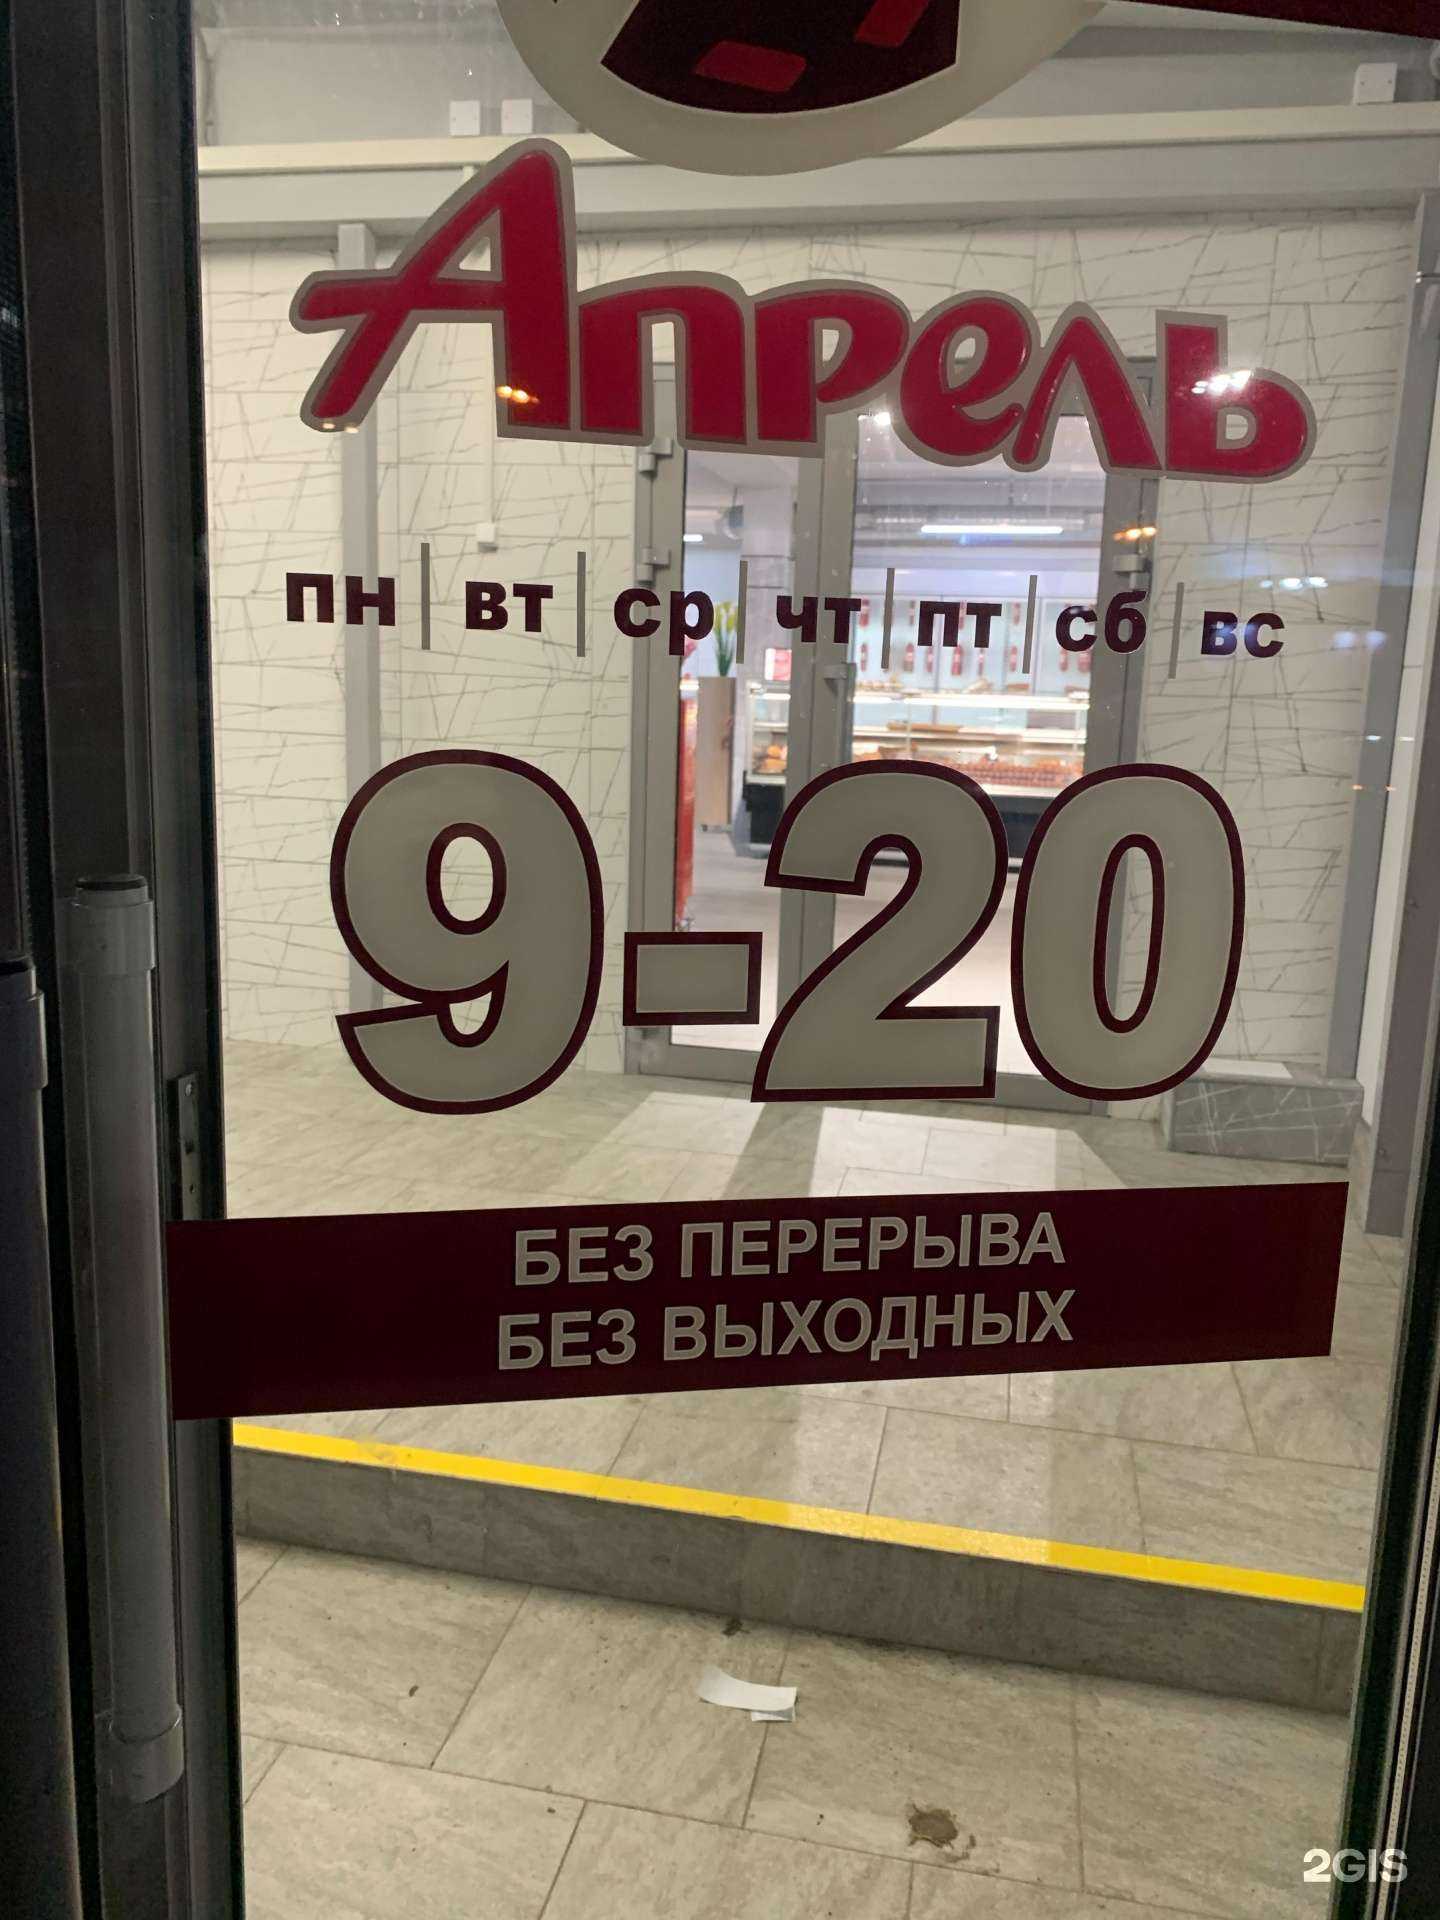 Апрель
пн|вт|ср|чт|пт|сб|вс
9-20
БЕЗ ПЕРЕРЫВА
БЕЗ ВЫХОДНЫХ
2GIS